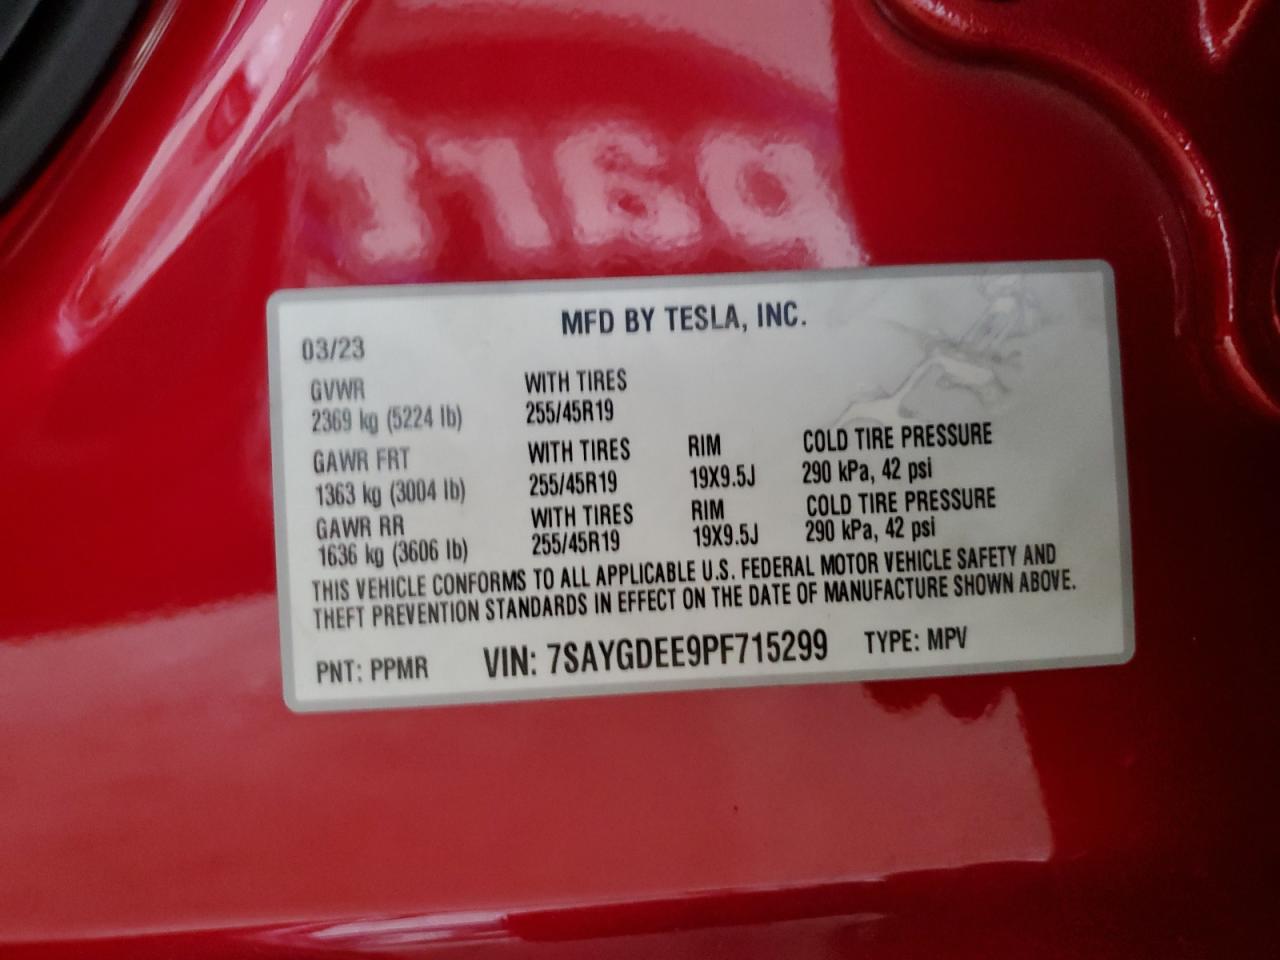 MFD BY TESLA, INC.
03/23
GVWR WITH TIRES
2369 kg (5224 lb) 255/45R19
GAWR FRT WITH TIRES RIM COLD TIRE PRESSURE
1363 kg (3004 lb) 255/45R19 19X9.5J 290 kPa, 42 psi
GAWR RR WITH TIRES RIM COLD TIRE PRESSURE
1636 kg (3606 lb) 255/45R19 19X9.5J 290 kPa, 42 psi
THIS VEHICLE CONFORMS TO ALL APPLICABLE U.S. FEDERAL MOTOR VEHICLE SAFETY AND
THEFT PREVENTION STANDARDS IN EFFECT ON THE DATE OF MANUFACTURE SHOWN ABOVE.
PNT: PPMR VIN: 7SAYGDEE9PF715299 TYPE: MPV